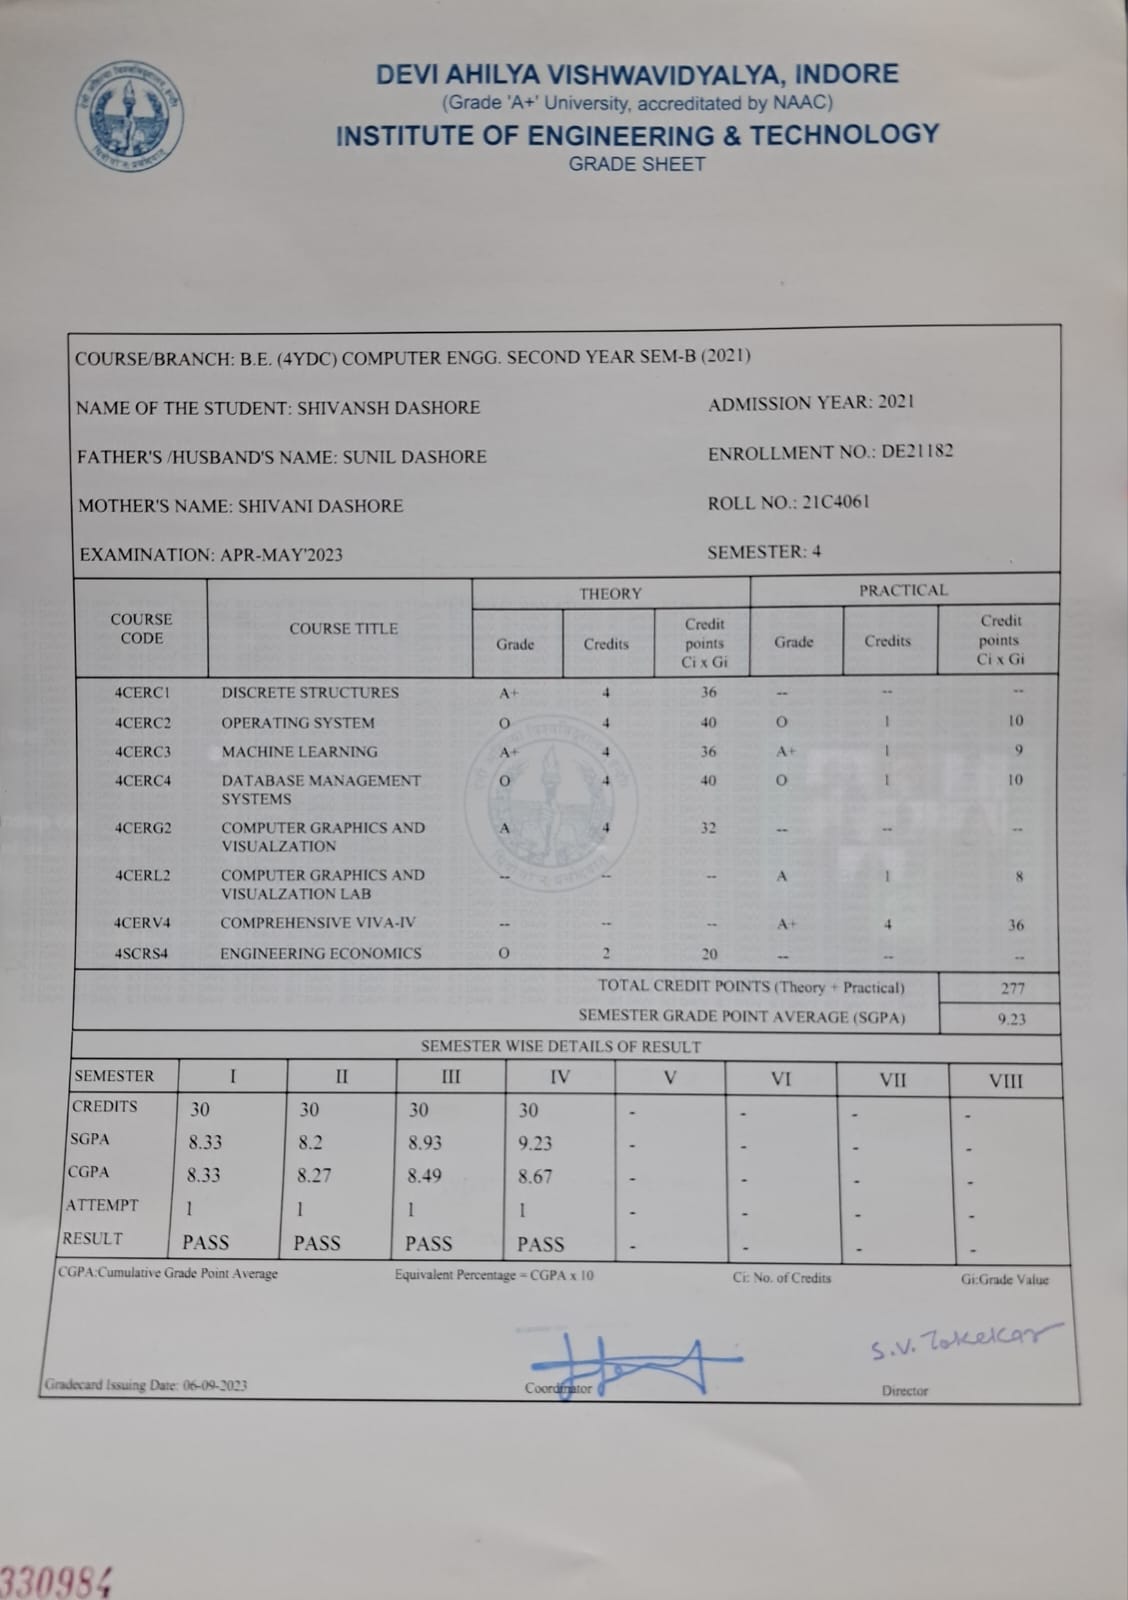 DEVI AHILYA VISHWAVIDYALYA, INDORE
(Grade 'A+' University, accreditated by NAAC)
INSTITUTE OF ENGINEERING & TECHNOLOGY
GRADE SHEET
COURSE/BRANCH: B.E. (4YDC) COMPUTER ENGG. SECOND YEAR SEM-B (2021)
NAME OF THE STUDENT: SHIVANSH DASHORE ADMISSION YEAR: 2021
FATHER'S /HUSBAND'S NAME: SUNIL DASHORE ENROLLMENT NO.: DE21182
MOTHER'S NAME: SHIVANI DASHORE ROLL NO.: 21C4061
EXAMINATION: APR-MAY'2023 SEMESTER: 4
THEORY PRACTICAL
COURSE CODE COURSE TITLE Grade Credits Credit points Ci x Gi Grade Credits Credit points Ci x Gi
4CERC1 DISCRETE STRUCTURES A+ 4 36 -- -- --
4CERC2 OPERATING SYSTEM O 4 40 O 1 10
4CERC3 MACHINE LEARNING A+ 4 36 A+ 1 9
4CERC4 DATABASE MANAGEMENT O 4 40 O 1 10
SYSTEMS
4CERG2 COMPUTER GRAPHICS AND A 4 32 -- -- --
VISUALZATION
4CERL2 COMPUTER GRAPHICS AND -- -- -- A 1 8
VISUALZATION LAB
4CERV4 COMPREHENSIVE VIVA-IV -- -- -- A+ 4 36
4SCRS4 ENGINEERING ECONOMICS O 2 20 -- -- --
TOTAL CREDIT POINTS (Theory + Practical) 277
SEMESTER GRADE POINT AVERAGE (SGPA) 9.23
SEMESTER WISE DETAILS OF RESULT
SEMESTER I II III IV V VI VII VIII
CREDITS 30 30 30 30 - - - -
SGPA 8.33 8.2 8.93 9.23 - - - -
CGPA 8.33 8.27 8.49 8.67 - - - -
ATTEMPT 1 1 1 1 - - - -
RESULT PASS PASS PASS PASS - - - -
CGPA:Cumulative Grade Point Average Equivalent Percentage = CGPA x 10 Ci: No. of Credits Gi:Grade Value
S.V. Tokekar
Gradecard Issuing Date: 06-09-2023 Coordinator Director
330984